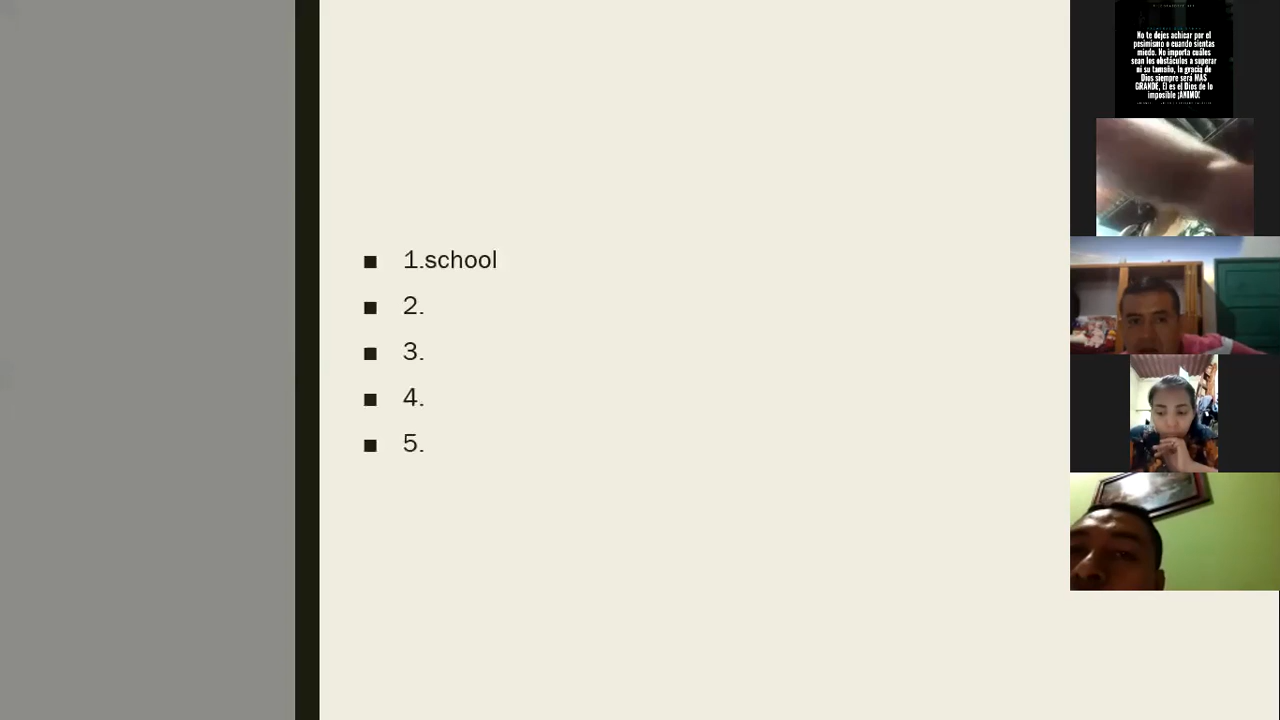 1.school
2.
3.
4.
5.
No te dejes achicar por el
pesimismo o cuando sientas
miedo. No importa cuáles
sean los obstáculos a superar
ni su tamaño, la gracia de
Dios siempre será MAS
GRANDE, Él es el Dios de lo
imposible ¡ANIMO!